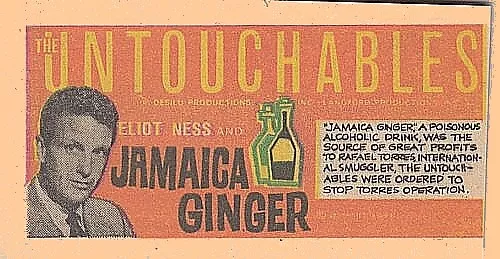 THE
UNTOUCHABLES
DESILU PRODUCTIONS INC. LANGFORD PRODUCTION
ELIOT NESS AND
JAMAICA
GINGER
"JAMAICA GINGER," A POISONOUS
ALCOHOLIC DRINK, WAS THE
SOURCE OF GREAT PROFITS
TO RAFAEL TORRES, INTERNATION-
AL SMUGGLER, THE UNTOUCH-
ABLES WERE ORDERED TO
STOP TORRES OPERATION.